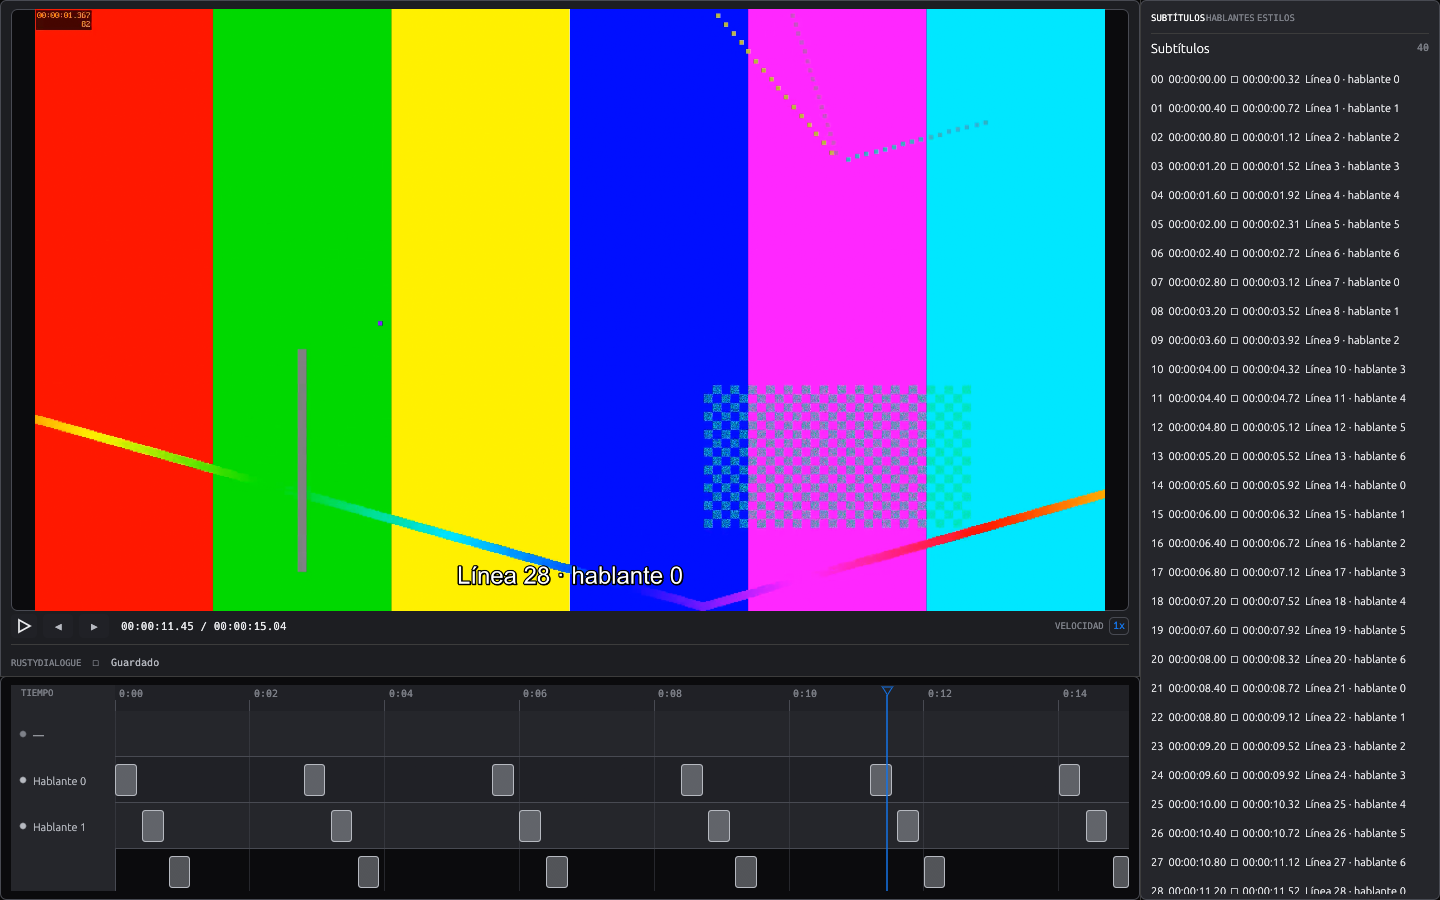 00:00:01.367
02
Línea 28 · hablante 0
00:00:11.45 / 00:00:15.04
VELOCIDAD 1x
RUSTYDIALOGUE □ Guardado
TIEMPO 0:00 0:02 0:04 0:06 0:08 0:10 0:12 0:14
—
Hablante 0
Hablante 1
SUBTÍTULOS HABLANTES ESTILOS
Subtítulos 40
00 00:00:00.00 □ 00:00:00.32 Línea 0 · hablante 0
01 00:00:00.40 □ 00:00:00.72 Línea 1 · hablante 1
02 00:00:00.80 □ 00:00:01.12 Línea 2 · hablante 2
03 00:00:01.20 □ 00:00:01.52 Línea 3 · hablante 3
04 00:00:01.60 □ 00:00:01.92 Línea 4 · hablante 4
05 00:00:02.00 □ 00:00:02.31 Línea 5 · hablante 5
06 00:00:02.40 □ 00:00:02.72 Línea 6 · hablante 6
07 00:00:02.80 □ 00:00:03.12 Línea 7 · hablante 0
08 00:00:03.20 □ 00:00:03.52 Línea 8 · hablante 1
09 00:00:03.60 □ 00:00:03.92 Línea 9 · hablante 2
10 00:00:04.00 □ 00:00:04.32 Línea 10 · hablante 3
11 00:00:04.40 □ 00:00:04.72 Línea 11 · hablante 4
12 00:00:04.80 □ 00:00:05.12 Línea 12 · hablante 5
13 00:00:05.20 □ 00:00:05.52 Línea 13 · hablante 6
14 00:00:05.60 □ 00:00:05.92 Línea 14 · hablante 0
15 00:00:06.00 □ 00:00:06.32 Línea 15 · hablante 1
16 00:00:06.40 □ 00:00:06.72 Línea 16 · hablante 2
17 00:00:06.80 □ 00:00:07.12 Línea 17 · hablante 3
18 00:00:07.20 □ 00:00:07.52 Línea 18 · hablante 4
19 00:00:07.60 □ 00:00:07.92 Línea 19 · hablante 5
20 00:00:08.00 □ 00:00:08.32 Línea 20 · hablante 6
21 00:00:08.40 □ 00:00:08.72 Línea 21 · hablante 0
22 00:00:08.80 □ 00:00:09.12 Línea 22 · hablante 1
23 00:00:09.20 □ 00:00:09.52 Línea 23 · hablante 2
24 00:00:09.60 □ 00:00:09.92 Línea 24 · hablante 3
25 00:00:10.00 □ 00:00:10.32 Línea 25 · hablante 4
26 00:00:10.40 □ 00:00:10.72 Línea 26 · hablante 5
27 00:00:10.80 □ 00:00:11.12 Línea 27 · hablante 6
28 00:00:11.20 □ 00:00:11.52 Línea 28 · hablante 0